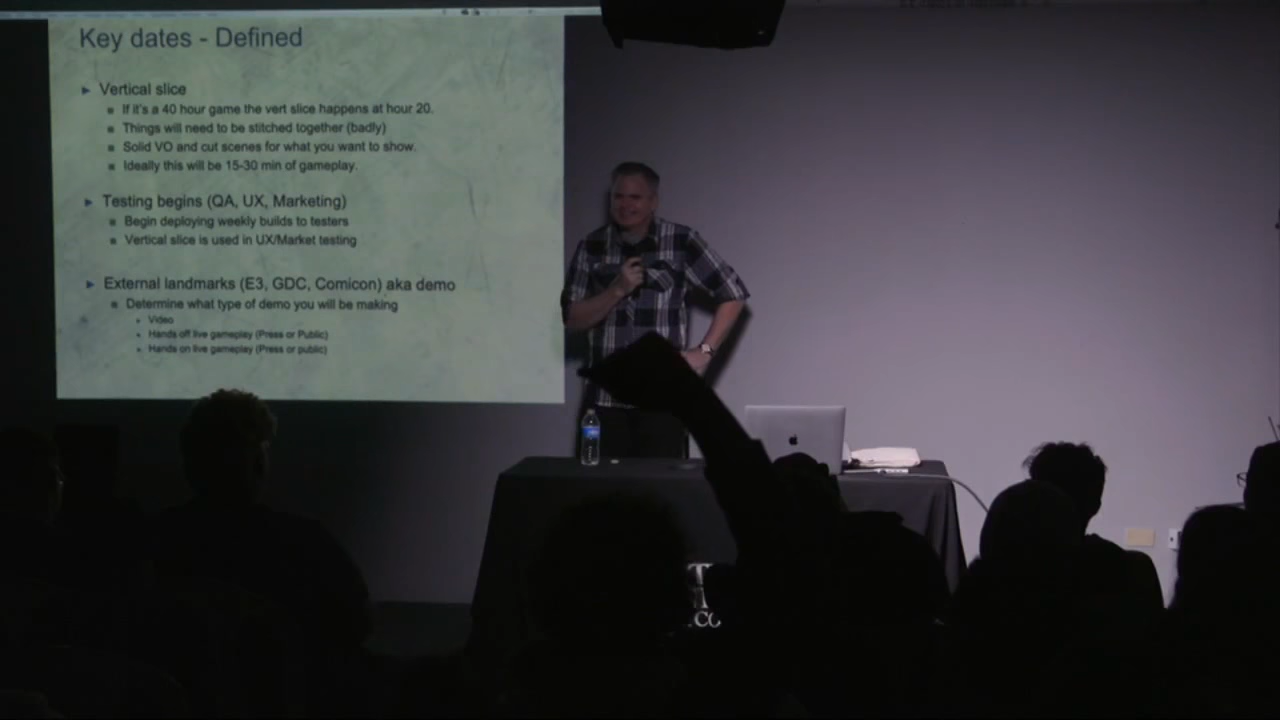 Key dates - Defined
Vertical slice
If it's a 40 hour game the vert slice happens at hour 20.
Things will need to be stitched together (badly)
Solid VO and cut scenes for what you want to show.
Ideally this will be 15-30 min of gameplay.
Testing begins (QA, UX, Marketing)
Begin deploying weekly builds to testers
Vertical slice is used in UX/Market testing
External landmarks (E3, GDC, Comicon) aka demo
Determine what type of demo you will be making
Video
Hands off live gameplay (Press or Public)
Hands on live gameplay (Press or public)